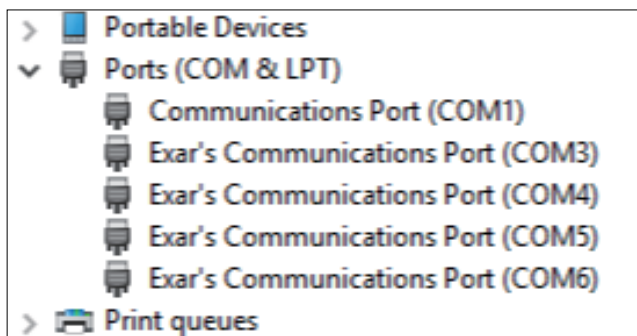 Portable Devices
Ports (COM & LPT)
Communications Port (COM1)
Exar's Communications Port (COM3)
Exar's Communications Port (COM4)
Exar's Communications Port (COM5)
Exar's Communications Port (COM6)
Print queues